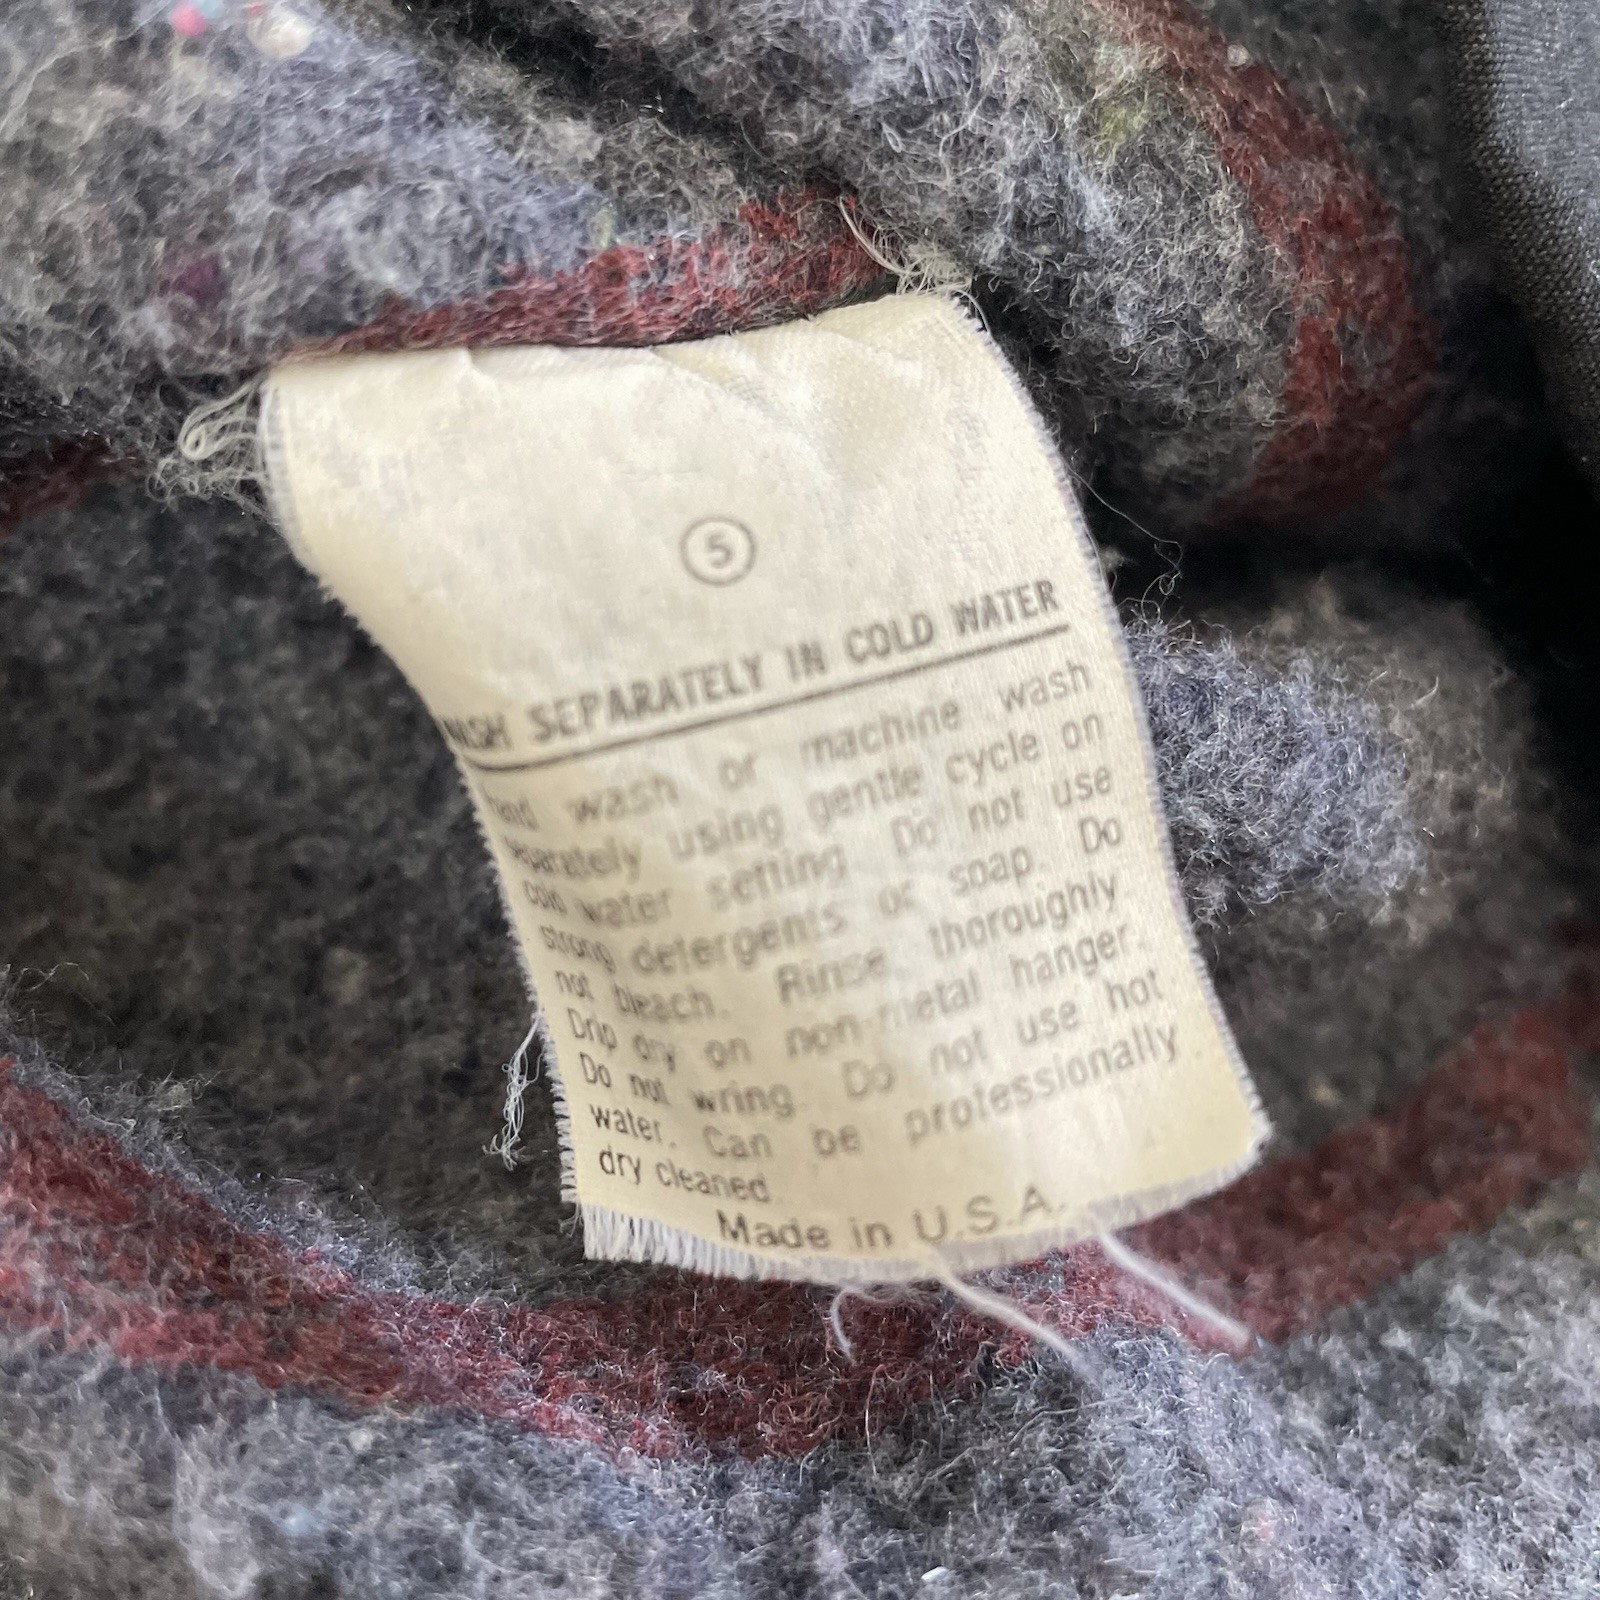 5
WASH SEPARATELY IN COLD WATER
hand wash or machine wash
separately using gentle cycle on
cold water setting Do not use
strong detergents or soap. Do
not bleach. Rinse thoroughly
Drip dry on non-metal hanger.
Do not wring. Do not use hot
water. Can be professionally
dry cleaned
Made in U.S.A.